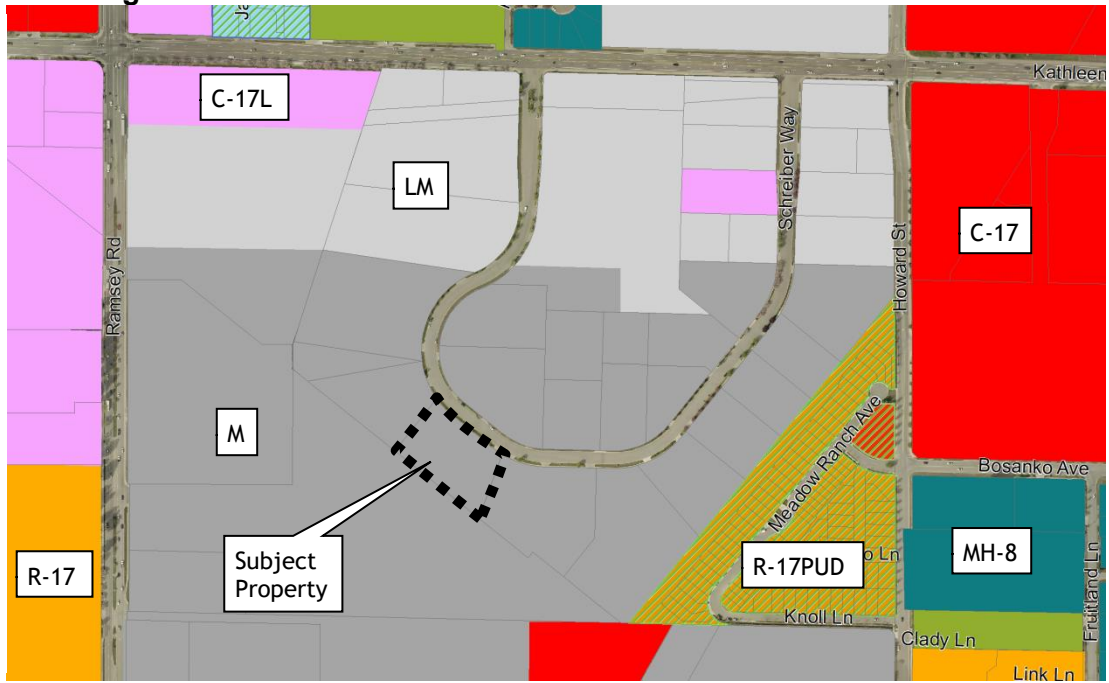 Kathleen
C-17L
LM
Schreiber Way
C-17
Howard St
Ramsey Rd
M
Meadow Ranch Ave
Bosanko Ave
Subject
Property
R-17
R-17PUD
MH-8
Knoll Ln
Clady Ln
Fruitland Ln
Link Ln